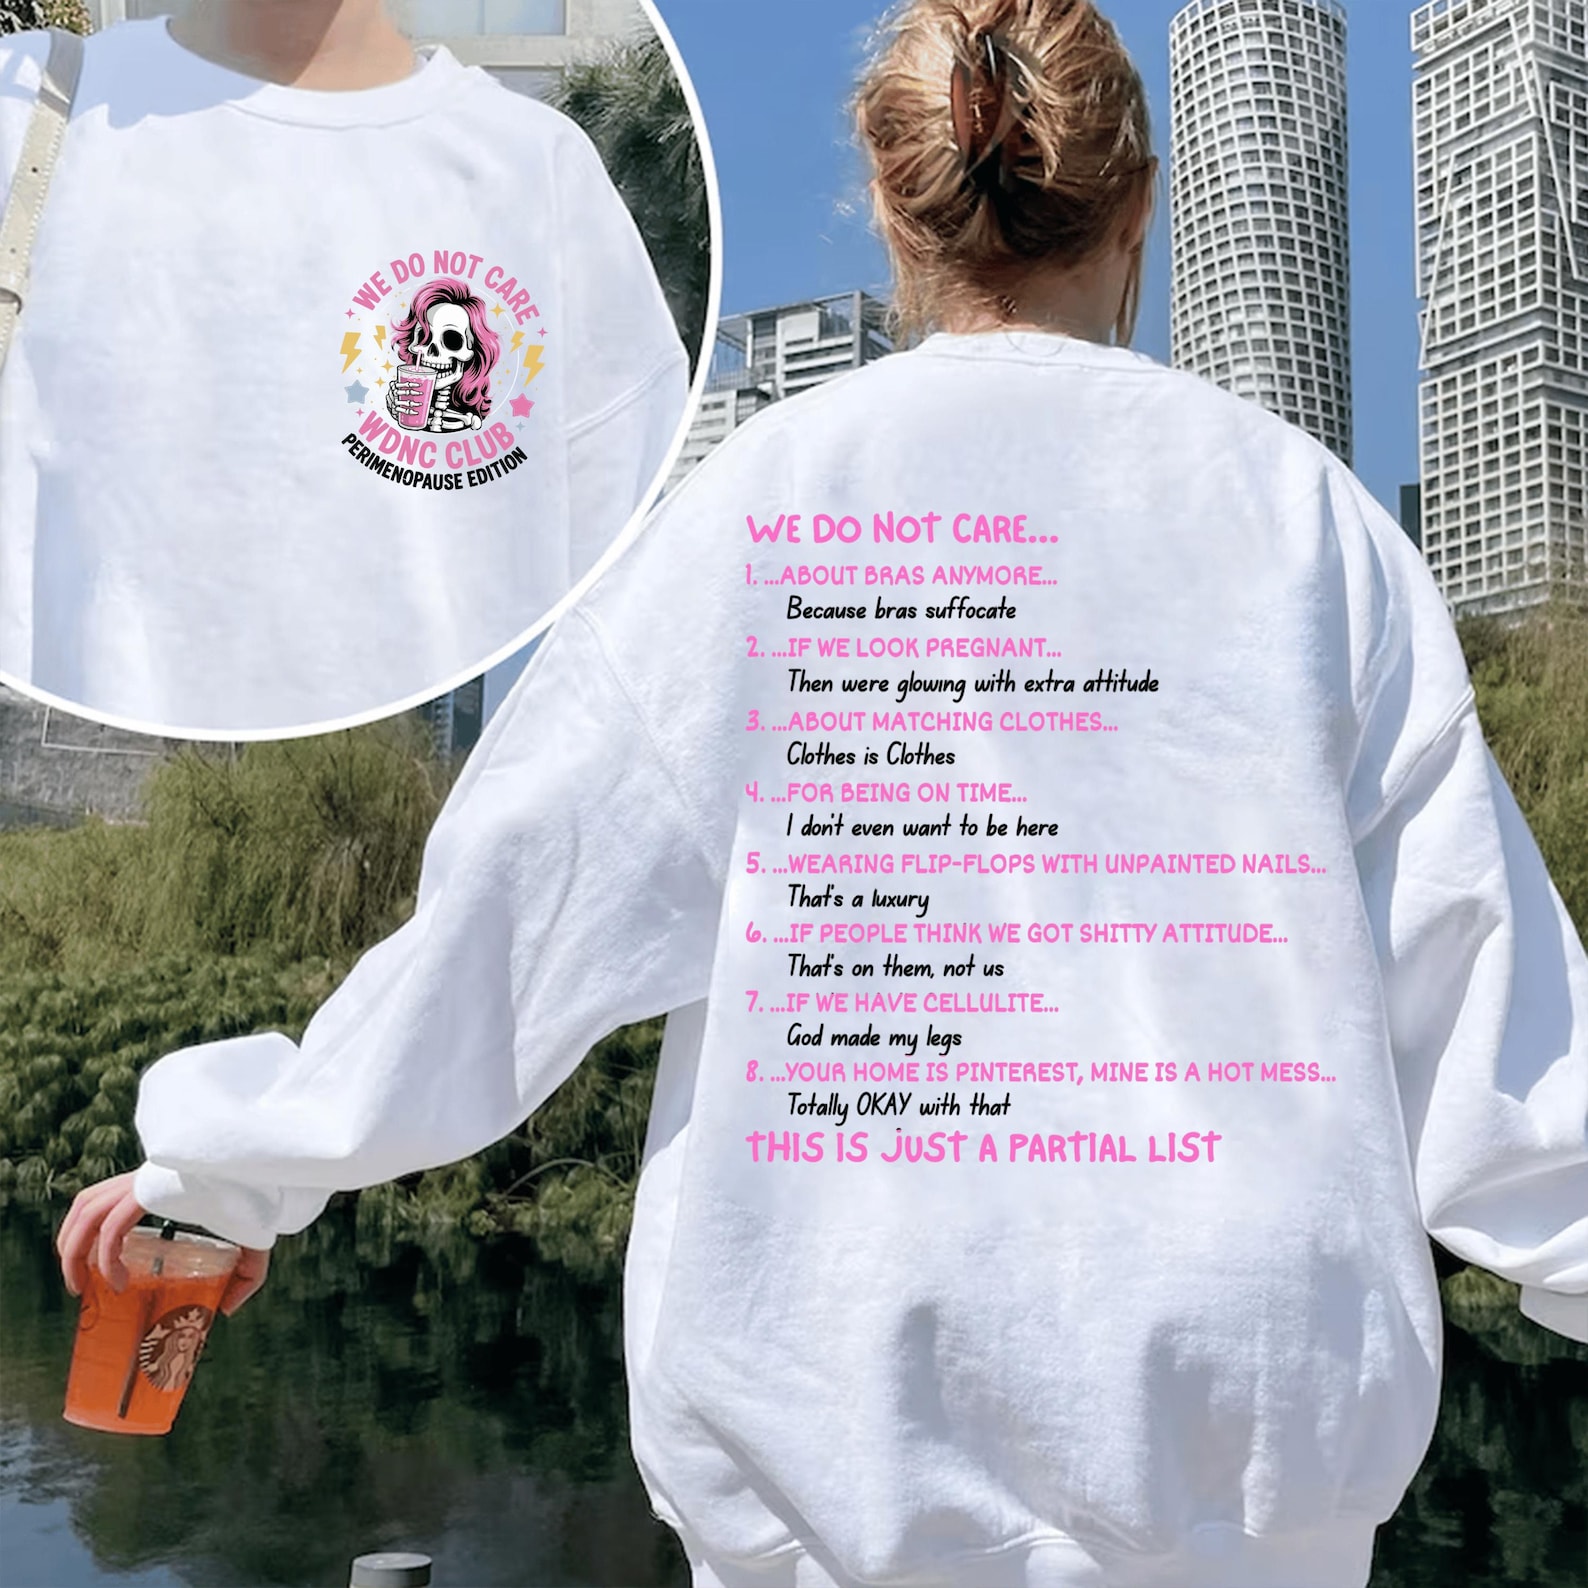 WE DO NOT CARE
WDNC CLUB
PERIMENOPAUSE EDITION
WE DO NOT CARE...
1. ...ABOUT BRAS ANYMORE...
Because bras suffocate
2. ...IF WE LOOK PREGNANT...
Then were glowing with extra attitude
3. ...ABOUT MATCHING CLOTHES...
Clothes is Clothes
4. ...FOR BEING ON TIME...
I don't even want to be here
5. ...WEARING FLIP-FLOPS WITH UNPAINTED NAILS...
That's a luxury
6. ...IF PEOPLE THINK WE GOT SHITTY ATTITUDE...
That's on them, not us
7. ...IF WE HAVE CELLULITE...
God made my legs
8. ...YOUR HOME IS PINTEREST, MINE IS A HOT MESS...
Totally OKAY with that
THIS IS JUST A PARTIAL LIST